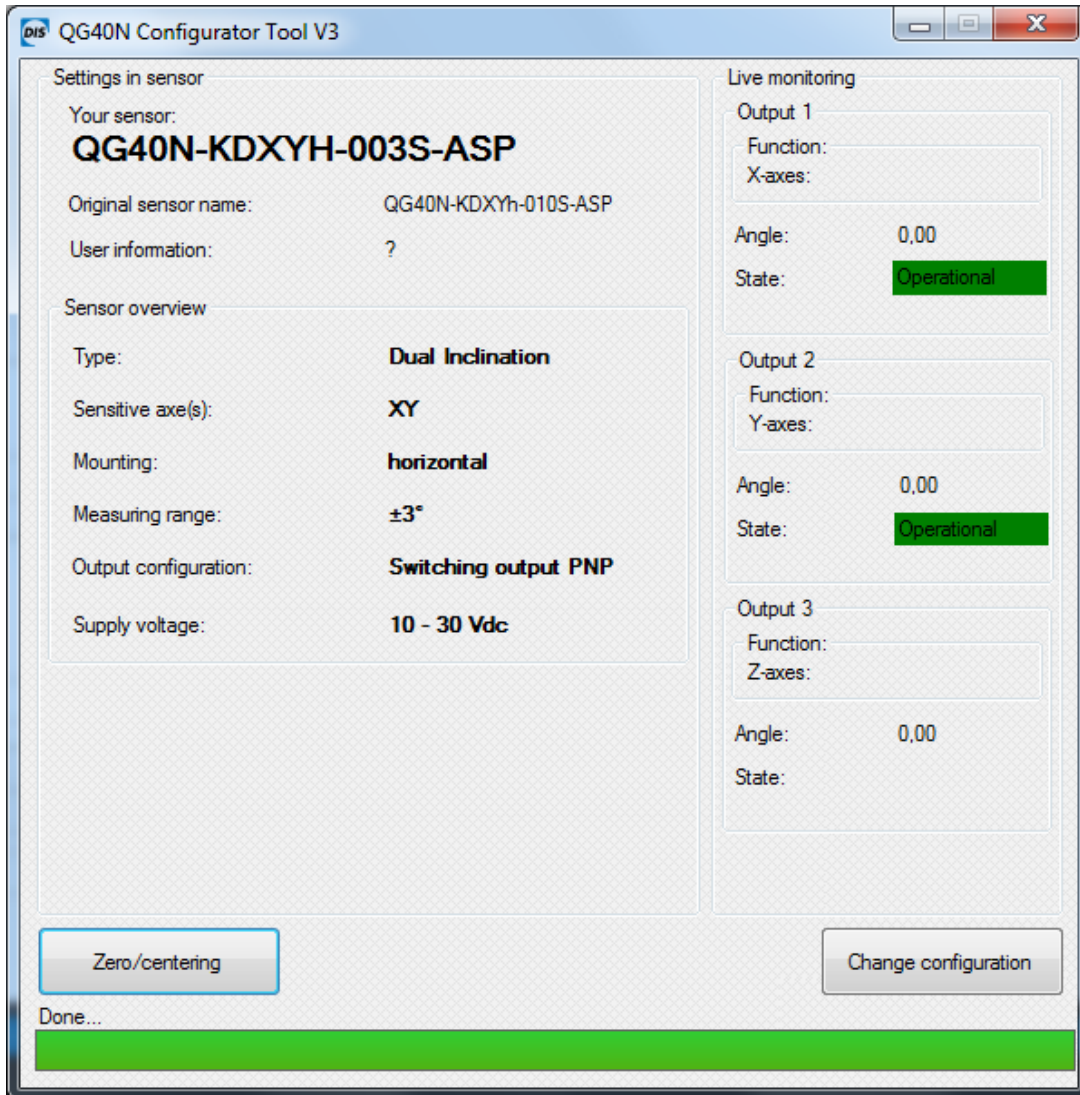 DIS QG40N Configurator Tool V3
Settings in sensor
Your sensor:
QG40N-KDXYH-003S-ASP
Original sensor name: QG40N-KDXYh-010S-ASP
User information: ?
Sensor overview
Type: Dual Inclination
Sensitive axe(s): XY
Mounting: horizontal
Measuring range: ±3°
Output configuration: Switching output PNP
Supply voltage: 10 - 30 Vdc
Live monitoring
Output 1
Function:
X-axes:
Angle: 0,00
State: Operational
Output 2
Function:
Y-axes:
Angle: 0,00
State: Operational
Output 3
Function:
Z-axes:
Angle: 0,00
State:
Zero/centering
Change configuration
Done...